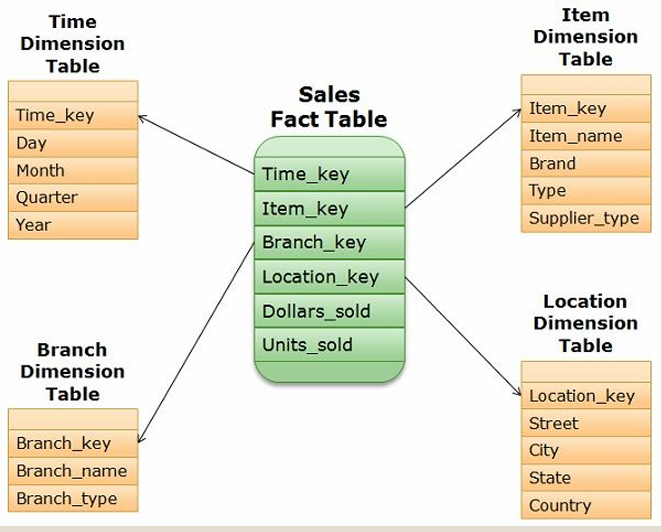 Time
Dimension
Table
Time_key
Day
Month
Quarter
Year
Sales
Fact Table
Time_key
Item_key
Branch_key
Location_key
Dollars_sold
Units_sold
Item
Dimension
Table
Item_key
Item_name
Brand
Type
Supplier_type
Branch
Dimension
Table
Branch_key
Branch_name
Branch_type
Location
Dimension
Table
Location_key
Street
City
State
Country